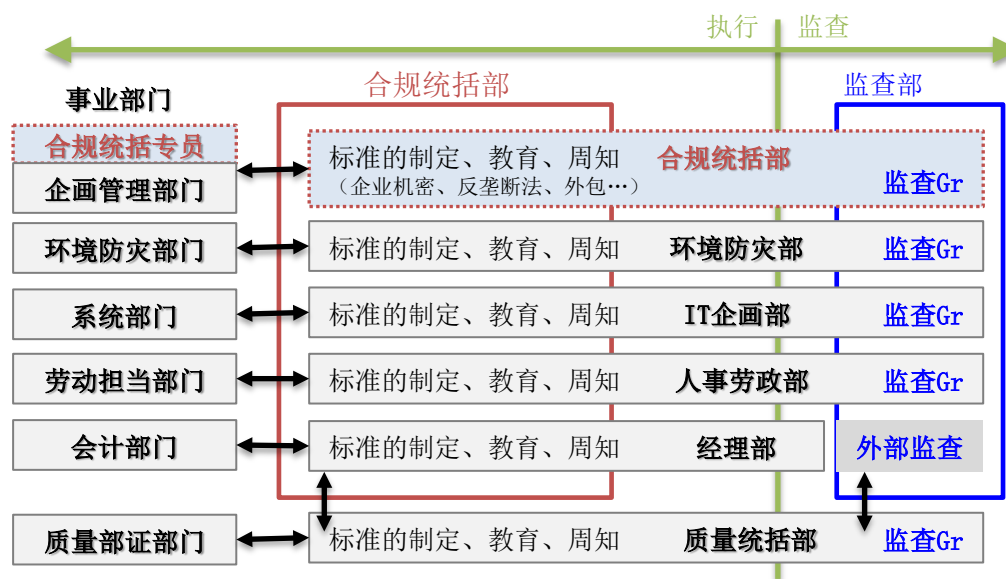 执行 监查
合规统括部 监查部
事业部门
合规统括专员
企画管理部门
标准的制定、教育、周知 合规统括部
（企业机密、反垄断法、外包…）
监查Gr
环境防灾部门 标准的制定、教育、周知 环境防灾部 监查Gr
系统部门 标准的制定、教育、周知 IT企画部 监查Gr
劳动担当部门 标准的制定、教育、周知 人事劳政部 监查Gr
会计部门 标准的制定、教育、周知 经理部 外部监查
质量部证部门 标准的制定、教育、周知 质量统括部 监查Gr